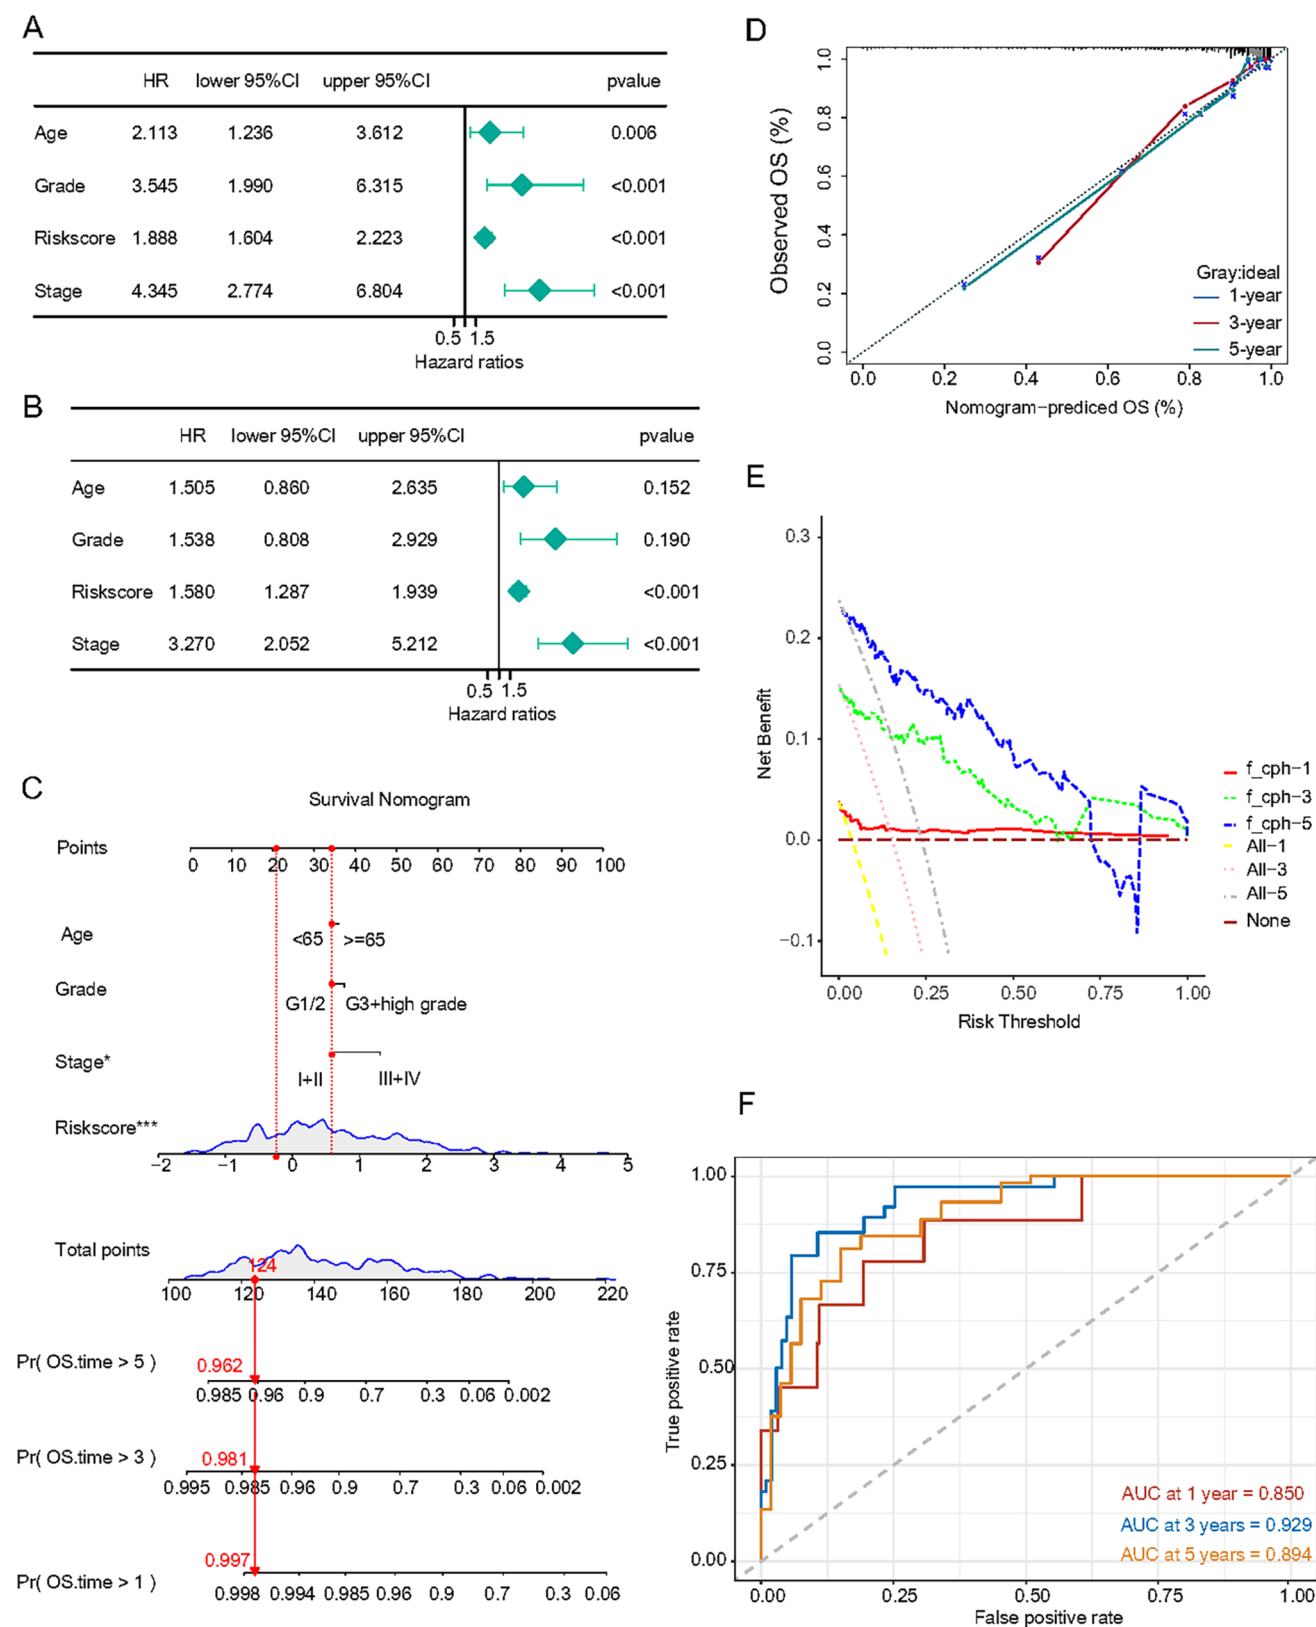 A
HR lower 95%CI upper 95%CI pvalue
Age 2.113 1.236 3.612 0.006
Grade 3.545 1.990 6.315 <0.001
Riskscore 1.888 1.604 2.223 <0.001
Stage 4.345 2.774 6.804 <0.001
0.5 1.5
Hazard ratios
B
HR lower 95%CI upper 95%CI pvalue
Age 1.505 0.860 2.635 0.152
Grade 1.538 0.808 2.929 0.190
Riskscore 1.580 1.287 1.939 <0.001
Stage 3.270 2.052 5.212 <0.001
0.5 1.5
Hazard ratios
C
Survival Nomogram
Points
0 10 20 30 40 50 60 70 80 90 100
Age
<65 >=65
Grade
G1/2 G3+high grade
Stage*
I+II III+IV
Riskscore***
−2 −1 0 1 2 3 4 5
Total points
124
100 120 140 160 180 200 220
Pr( OS.time > 5 )
0.962
0.985 0.96 0.9 0.7 0.3 0.06 0.002
Pr( OS.time > 3 )
0.981
0.995 0.985 0.96 0.9 0.7 0.3 0.06 0.002
Pr( OS.time > 1 )
0.997
0.998 0.994 0.985 0.96 0.9 0.7 0.3 0.06
D
Observed OS (%)
1.0
0.8
0.6
0.4
0.2
0.0
Gray:ideal
1-year
3-year
5-year
0.0 0.2 0.4 0.6 0.8 1.0
Nomogram−prediced OS (%)
E
Net Benefit
0.3
0.2
0.1
0.0
−0.1
f_cph−1
f_cph−3
f_cph−5
All−1
All−3
All−5
None
0.00 0.25 0.50 0.75 1.00
Risk Threshold
F
True positive rate
1.00
0.75
0.50
0.25
0.00
AUC at 1 year = 0.850
AUC at 3 years = 0.929
AUC at 5 years = 0.894
0.00 0.25 0.50 0.75 1.00
False positive rate